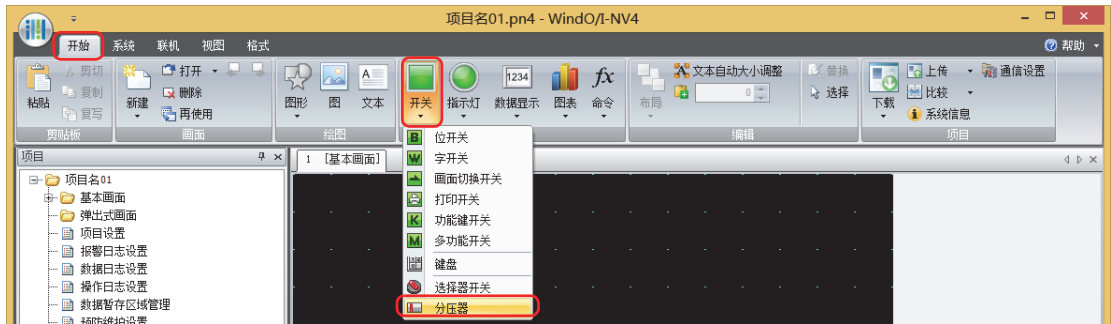 项目名01.pn4 - WindO/I-NV4
开始 系统 联机 视图 格式 帮助
粘贴 剪切 复制 复写 剪贴板
新建 打开 删除 再使用 画面
图形 图 A 文本 绘图
开关 指示灯 1234 数据显示 图表 fx 命令
布局 文本自动大小调整 0 替换 选择 编辑
下载 上传 比较 系统信息 通信设置 项目
项目
1 [基本画面]
项目名01
基本画面
弹出式画面
项目设置
报警日志设置
数据日志设置
操作日志设置
数据暂存区域管理
预防维护设置
B 位开关
W 字开关
画面切换开关
打印开关
K 功能键开关
M 多功能开关
键盘
选择器开关
分压器